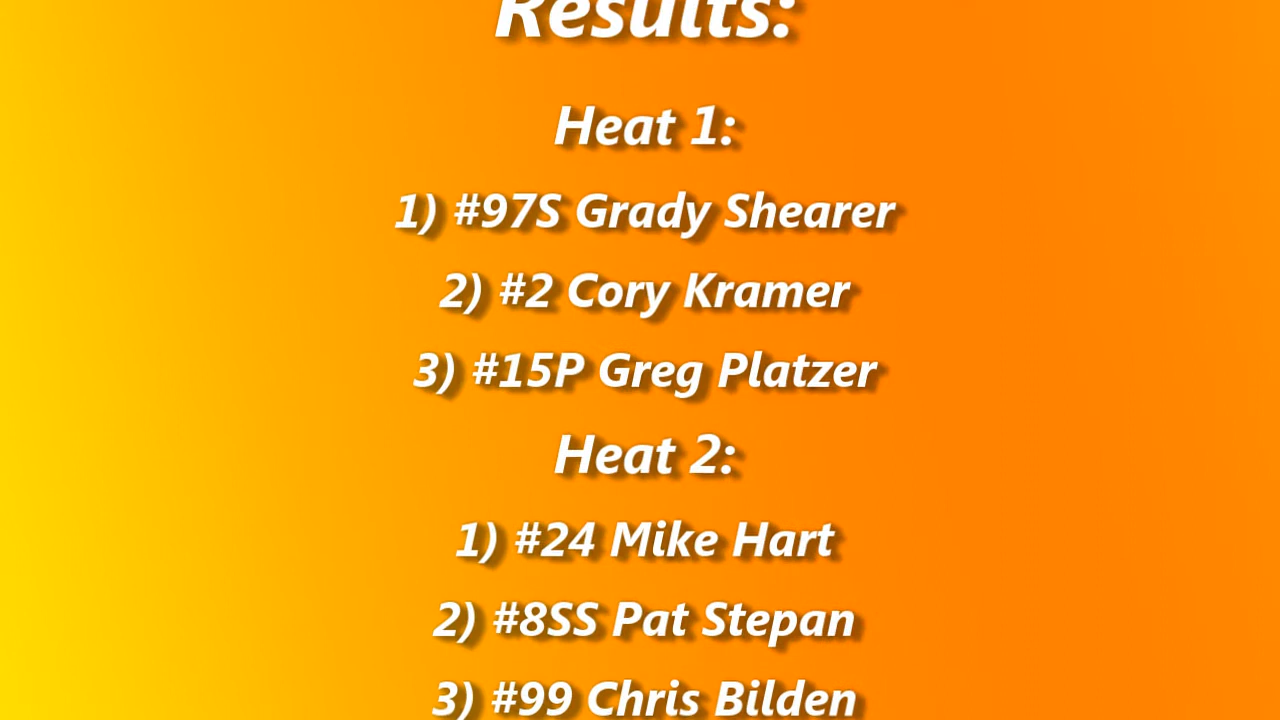 Results:
Heat 1:
1) #97S Grady Shearer
2) #2 Cory Kramer
3) #15P Greg Platzer
Heat 2:
1) #24 Mike Hart
2) #8SS Pat Stepan
3) #99 Chris Bilden